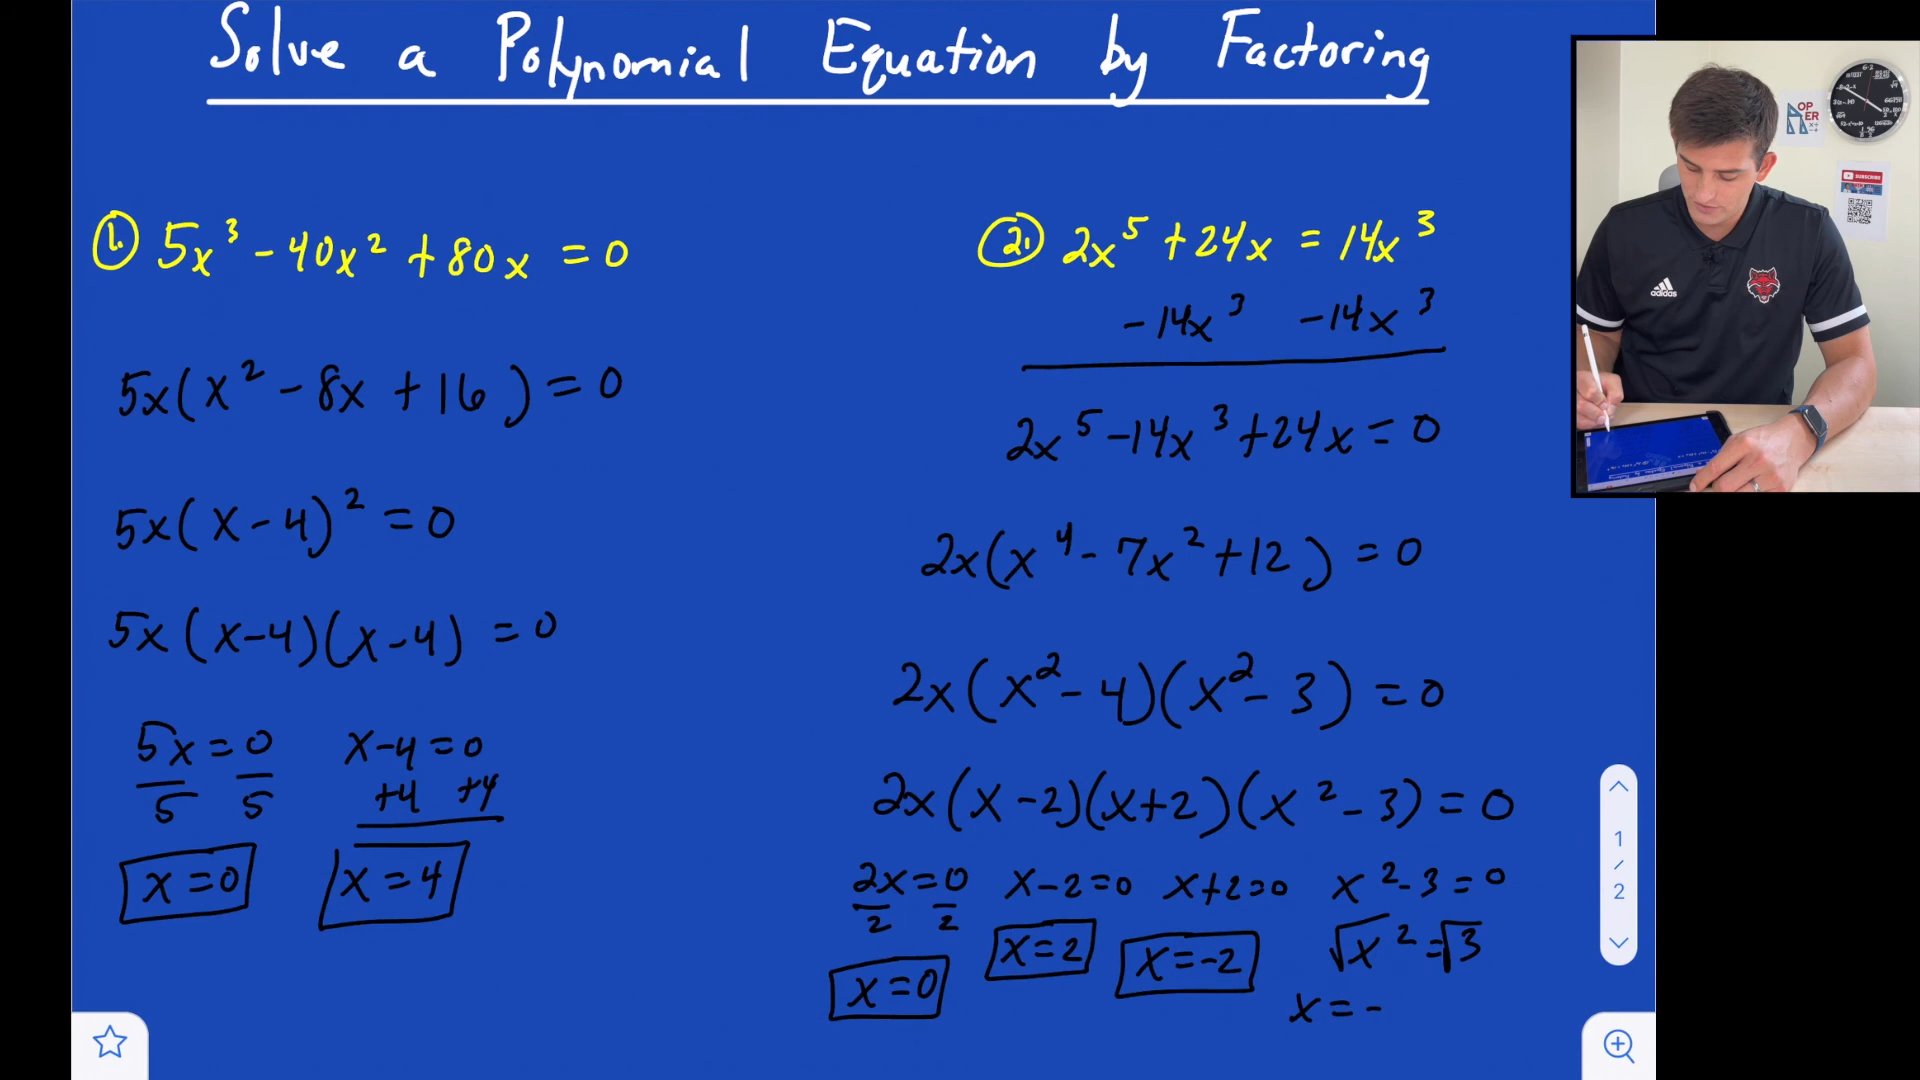 Solve a Polynomial Equation by Factoring
1. 5x³ - 40x² + 80x = 0
5x(x² - 8x + 16) = 0
5x(x - 4)² = 0
5x(x-4)(x-4) = 0
5x = 0 x-4=0
5 5 +4 +4
x=0 x=4
2. 2x⁵ + 24x = 14x³
-14x³ -14x³
2x⁵ - 14x³ + 24x = 0
2x(x⁴ - 7x² + 12) = 0
2x(x² - 4)(x² - 3) = 0
2x(x-2)(x+2)(x²-3) = 0
2x=0 x-2=0 x+2=0 x²-3=0
2 2
x=0 x=2 x=-2 √x²=√3
x = -
OP
ER
SUBSCRIBE
adidas
1
/
2